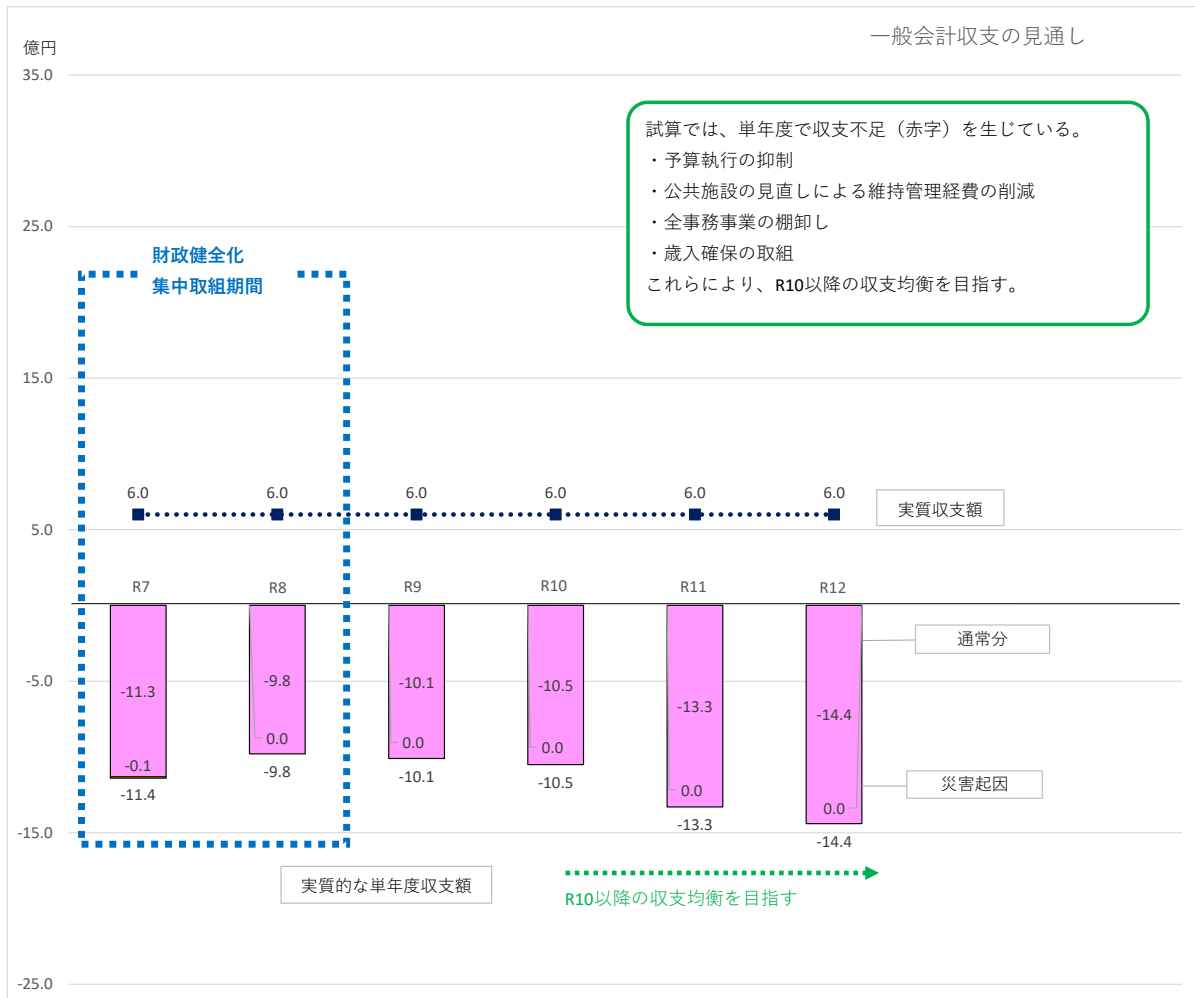 一般会計収支の見通し
億円
35.0
試算では、単年度で収支不足（赤字）を生じている。
・予算執行の抑制
・公共施設の見直しによる維持管理経費の削減
・全事務事業の棚卸し
・歳入確保の取組
これらにより、R10以降の収支均衡を目指す。
25.0
財政健全化
集中取組期間
15.0
6.0 6.0 6.0 6.0 6.0 6.0
実質収支額
5.0
R7 R8 R9 R10 R11 R12
通常分
-5.0
-11.3 -9.8 -10.1 -10.5 -13.3 -14.4
-0.1 0.0 0.0 0.0 0.0 0.0
災害起因
-11.4 -9.8 -10.1 -10.5 -13.3 -14.4
-15.0
実質的な単年度収支額
R10以降の収支均衡を目指す
-25.0